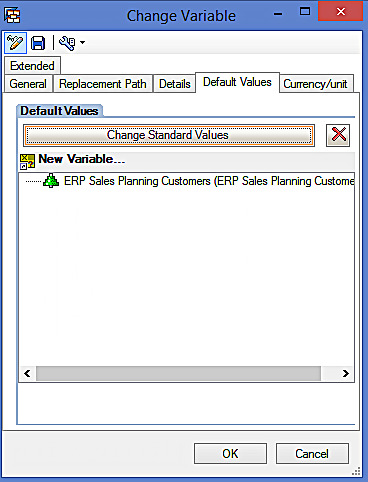 Change Variable
Extended
General Replacement Path Details Default Values Currency/unit
Default Values
Change Standard Values
New Variable...
ERP Sales Planning Customers (ERP Sales Planning Custome
OK Cancel